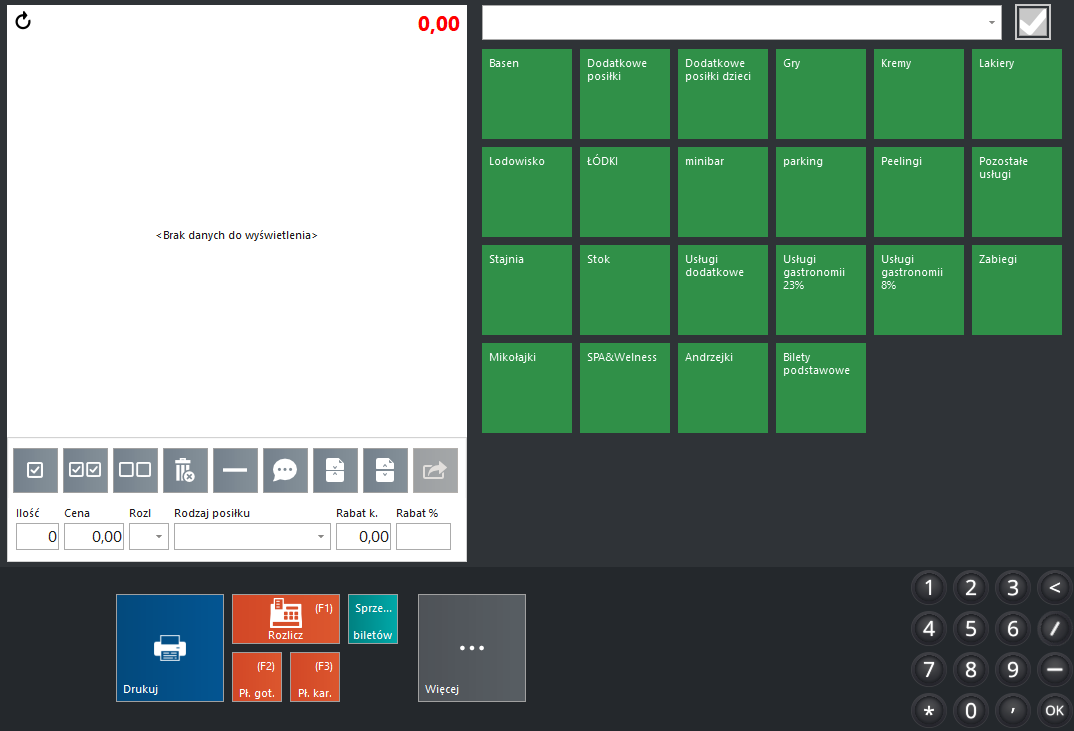 0,00
Basen
Dodatkowe
posiłki
Dodatkowe
posiłki dzieci
Gry
Kremy
Lakiery
Lodowisko
ŁÓDKI
minibar
parking
Peelingi
Pozostałe
usługi
<Brak danych do wyświetlenia>
Stajnia
Stok
Usługi
dodatkowe
Usługi
gastronomii
23%
Usługi
gastronomii
8%
Zabiegi
Mikołajki
SPA&Welness
Andrzejki
Bilety
podstawowe
Ilość Cena Rozl Rodzaj posiłku Rabat k. Rabat %
0 0,00 0,00
Drukuj
(F1)
Rozlicz
Sprze...
biletów
(F2)
Pł. got.
(F3)
Pł. kar.
...
Więcej
1 2 3 <
4 5 6 /
7 8 9 −
* 0 , OK